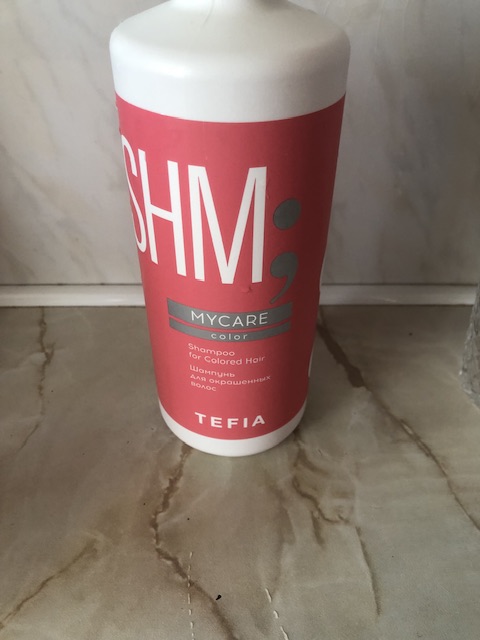 SHM;
MYCARE
color
Shampoo
for Colored Hair
Шампунь
для окрашенных
волос
TEFIA